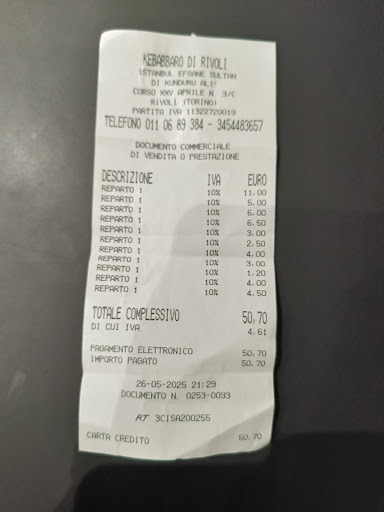 KEBABBARO DI RIVOLI
ISTANBUL EFSANE SULTAN
DI KUNDURU ALI'
CORSO XXV APRILE N 3/C
RIVOLI (TORINO)
PARTITA IVA 11322720019
TELEFONO 011 06 89 384 - 3454483657
DOCUMENTO COMMERCIALE
DI VENDITA O PRESTAZIONE
DESCRIZIONE IVA EURO
REPARTO 1 10% 11,00
REPARTO 1 10% 5,00
REPARTO 1 10% 6,00
REPARTO 1 10% 6,50
REPARTO 1 10% 3,00
REPARTO 1 10% 2,50
REPARTO 1 10% 4,00
REPARTO 1 10% 3,00
REPARTO 1 10% 1,20
REPARTO 1 10% 4,00
REPARTO 1 10% 4,50
TOTALE COMPLESSIVO 50,70
DI CUI IVA 4,61
PAGAMENTO ELETTRONICO 50,70
IMPORTO PAGATO 50,70
26-05-2025 21:29
DOCUMENTO N. 0253-0093
RT 3CISA200255
CARTA CREDITO 50,70